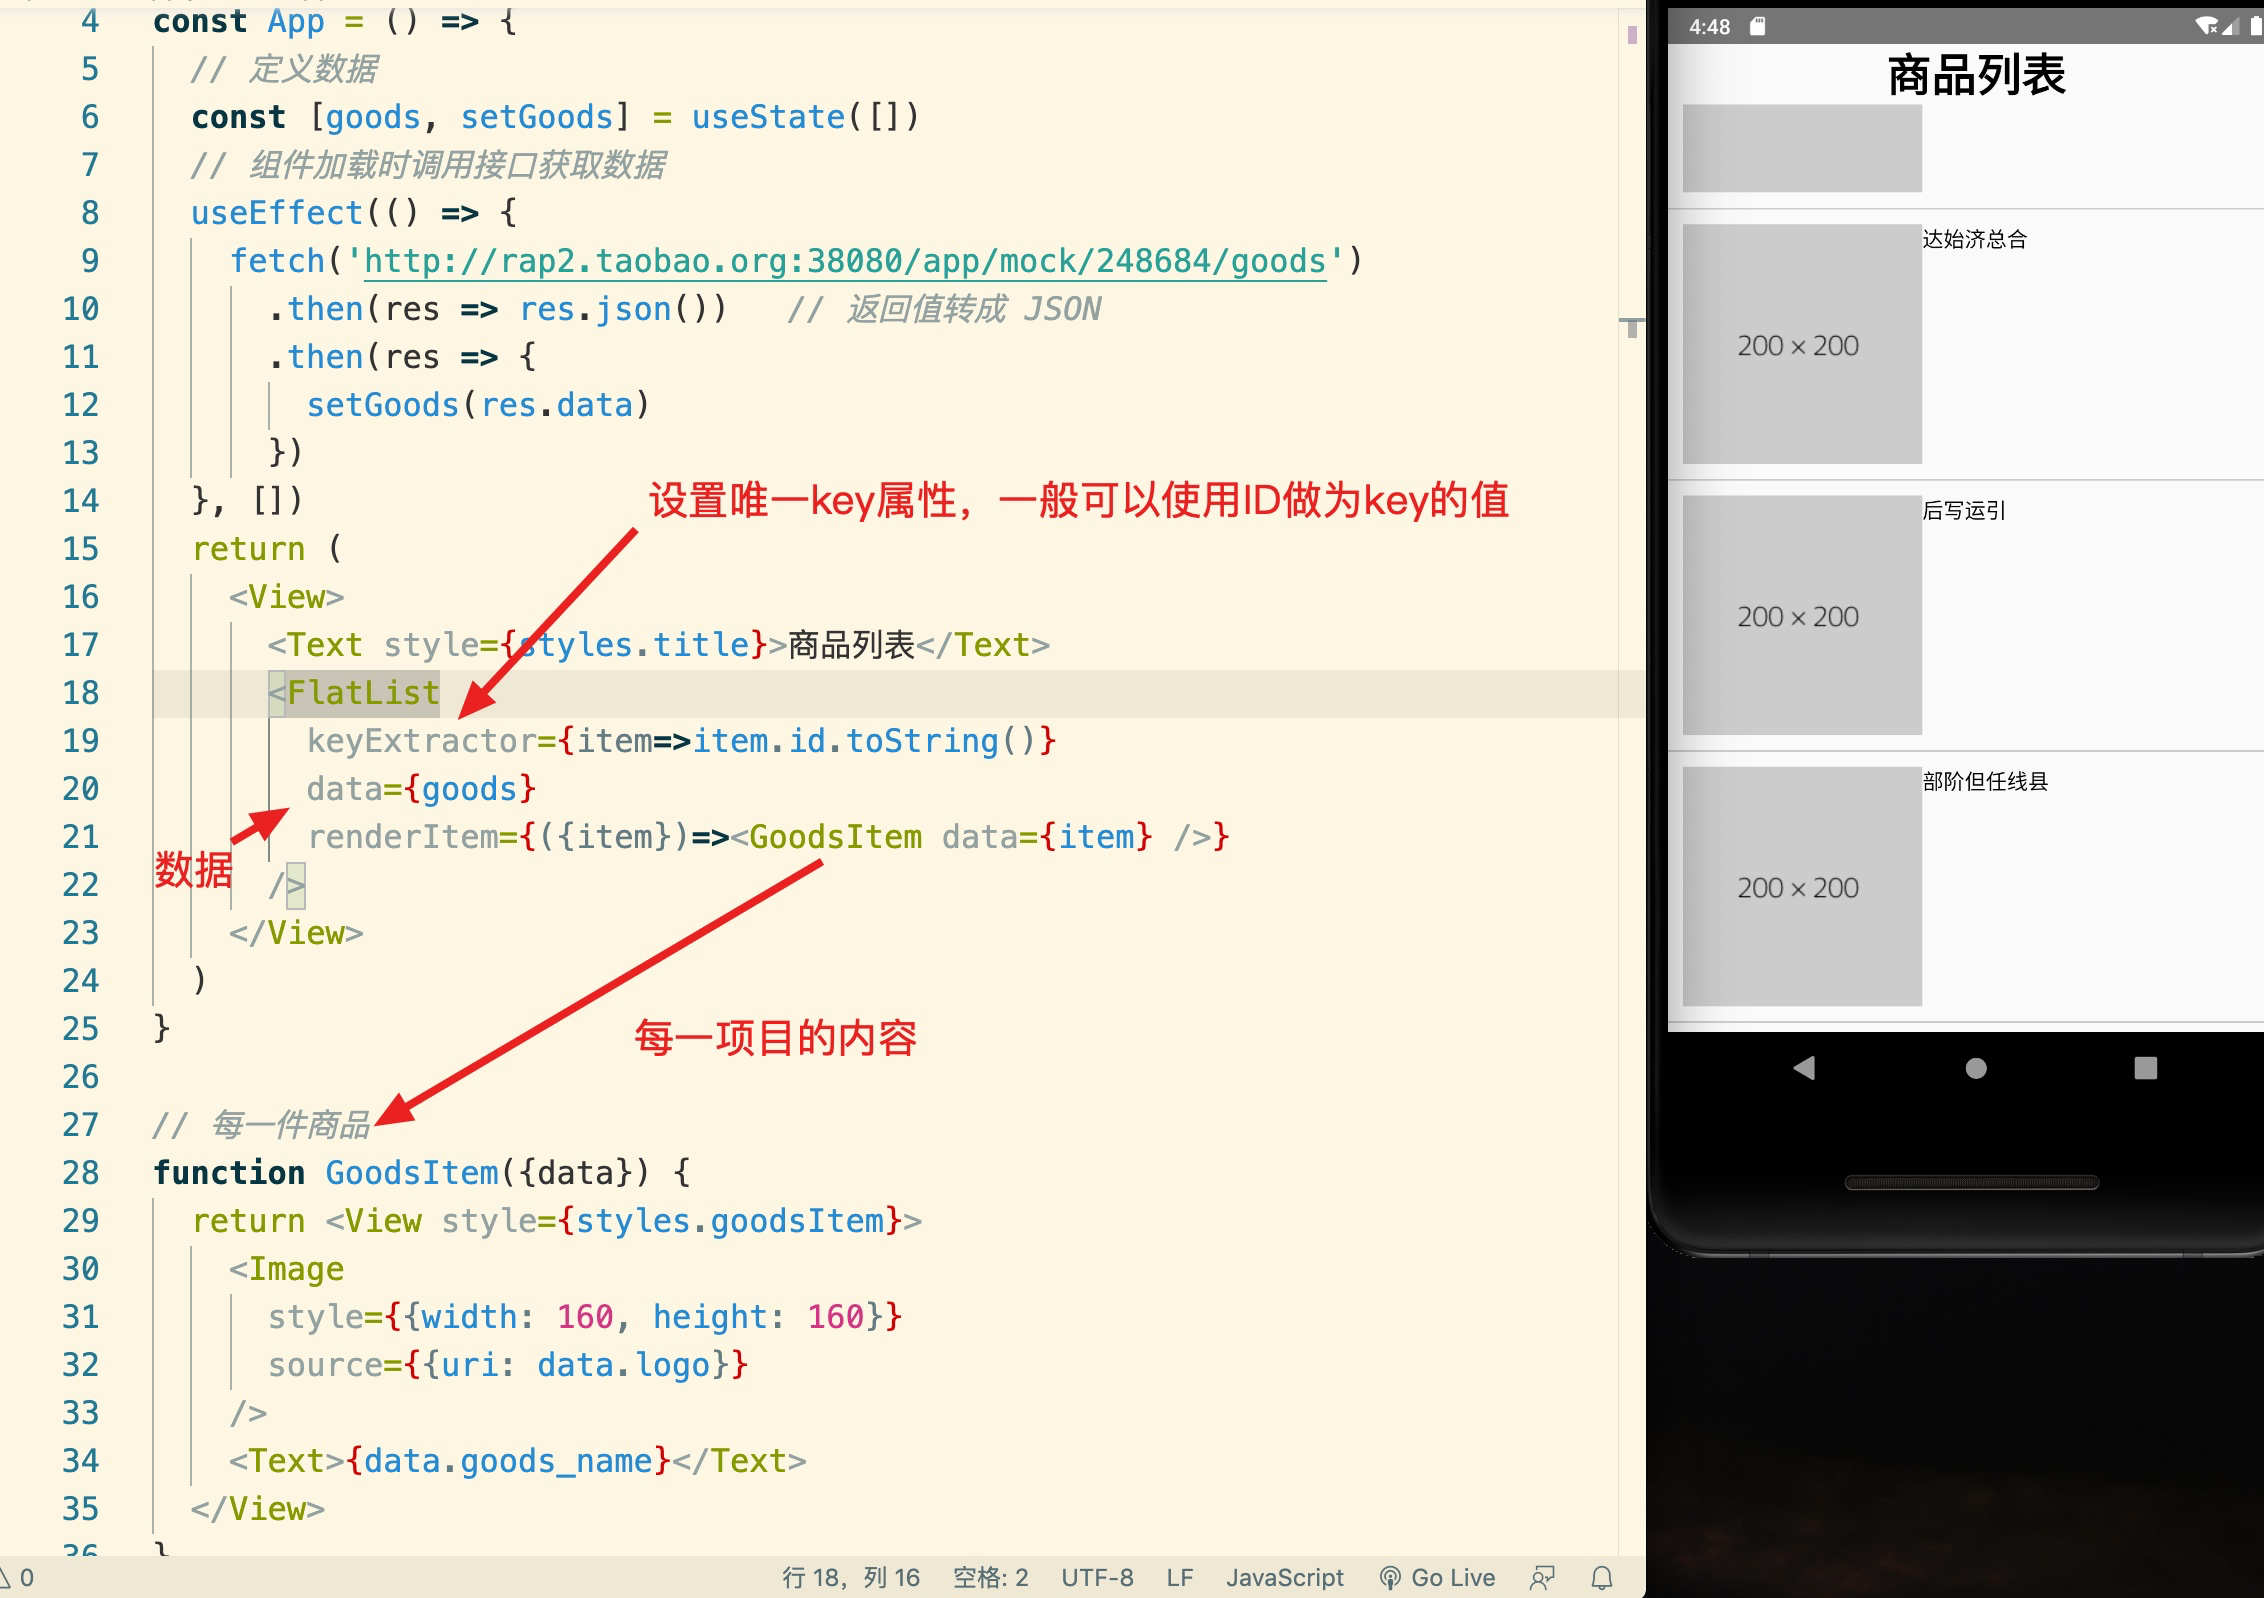 4 const App = () => {
5 // 定义数据
6 const [goods, setGoods] = useState([])
7 // 组件加载时调用接口获取数据
8 useEffect(() => {
9 fetch('http://rap2.taobao.org:38080/app/mock/248684/goods')
10 .then(res => res.json()) // 返回值转成 JSON
11 .then(res => {
12 setGoods(res.data)
13 })
14 }, [])
设置唯一key属性，一般可以使用ID做为key的值
15 return (
16 <View>
17 <Text style={styles.title}>商品列表</Text>
18 <FlatList
19 keyExtractor={item=>item.id.toString()}
20 data={goods}
21 renderItem={({item})=><GoodsItem data={item} />}
数据
22 />
23 </View>
24 )
25 }
每一项目的内容
26
27 // 每一件商品
28 function GoodsItem({data}) {
29 return <View style={styles.goodsItem}>
30 <Image
31 style={{width: 160, height: 160}}
32 source={{uri: data.logo}}
33 />
34 <Text>{data.goods_name}</Text>
35 </View>
36 }
0 行 18，列 16 空格: 2 UTF-8 LF JavaScript Go Live
4:48
商品列表
达始济总合
200 × 200
后写运引
200 × 200
部阶但任线县
200 × 200